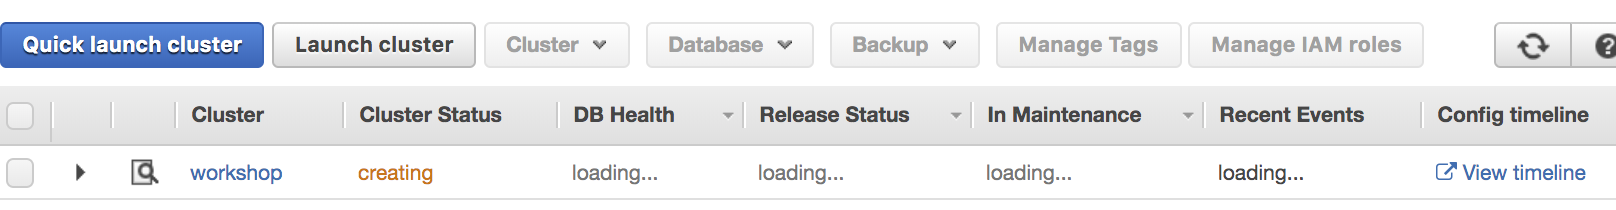 Quick launch cluster Launch cluster Cluster Database Backup Manage Tags Manage IAM roles ?
Cluster Cluster Status DB Health Release Status In Maintenance Recent Events Config timeline
workshop creating loading... loading... loading... loading... View timeline